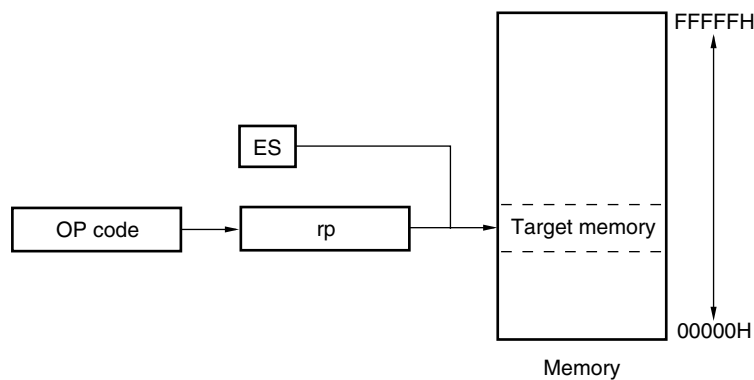 FFFFFH
ES
OP code
rp
Target memory
00000H
Memory